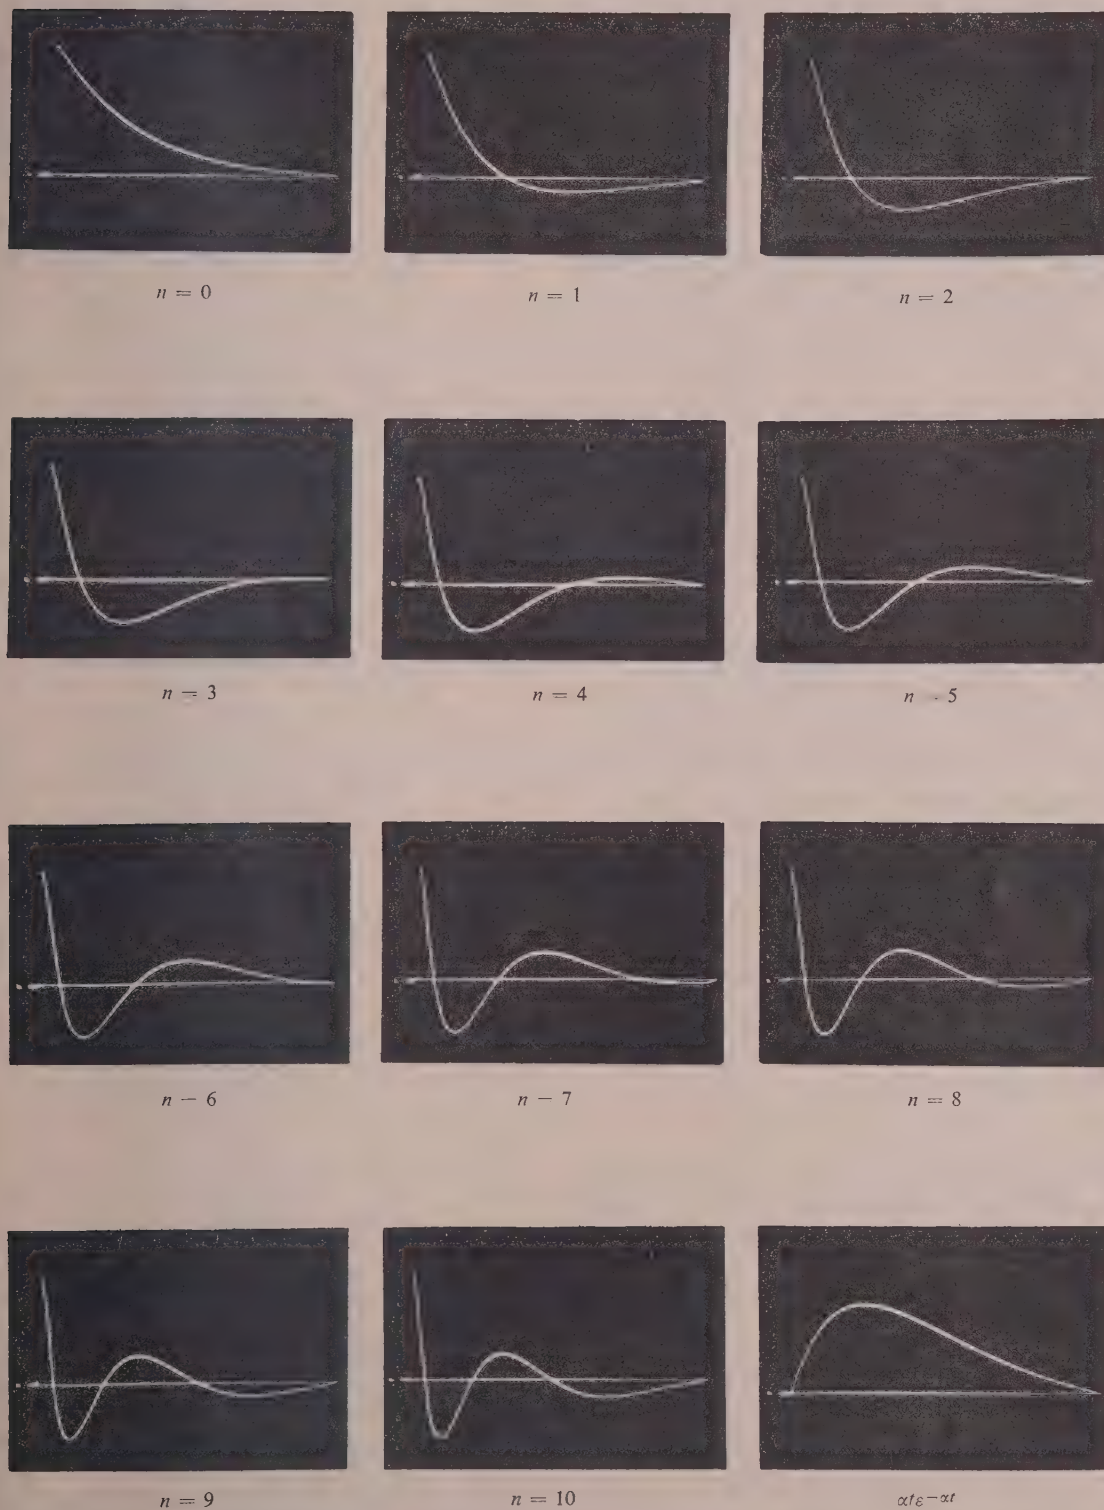 n = 0
n = 1
n = 2
n = 3
n = 4
n - 5
n − 6
n − 7
n = 8
n = 9
n = 10
αtε−αt